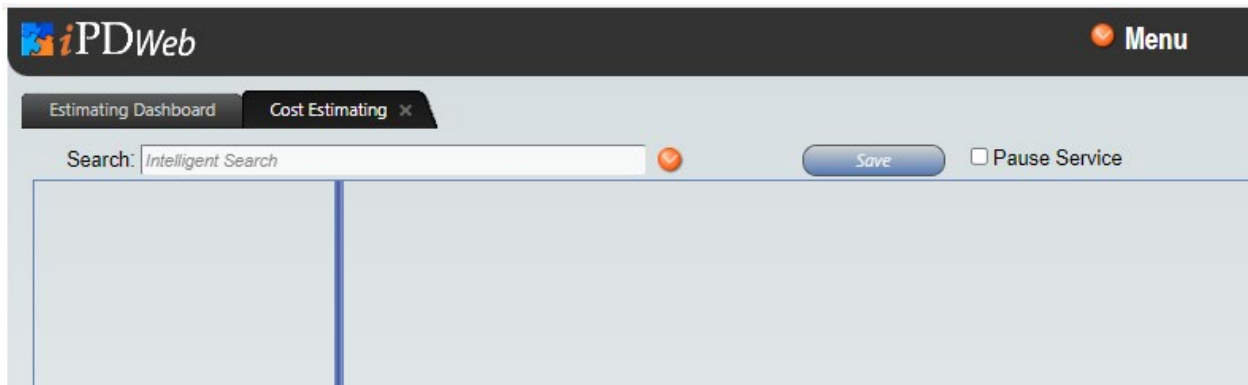 iPDWeb
Menu
Estimating Dashboard
Cost Estimating ×
Search: Intelligent Search
Save
Pause Service